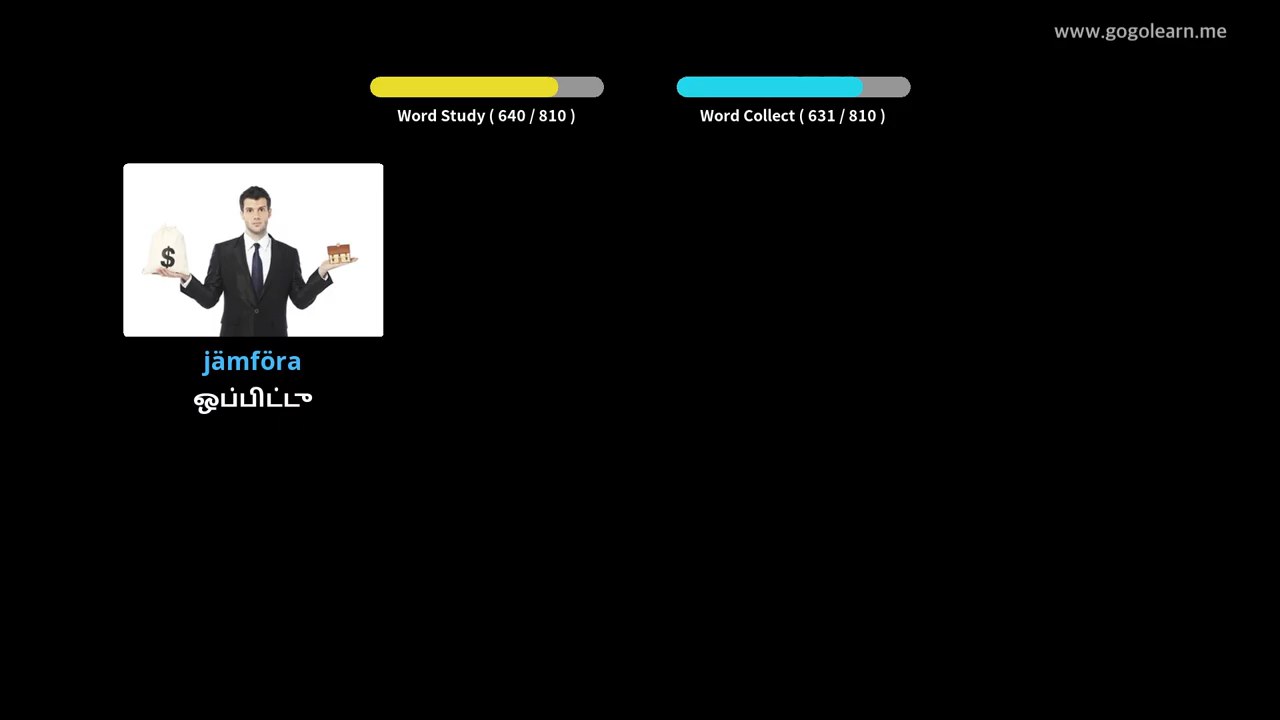 www.gogolearn.me
Word Study ( 640 / 810 )
Word Collect ( 631 / 810 )
$
jämföra
ஒப்பிட்டு